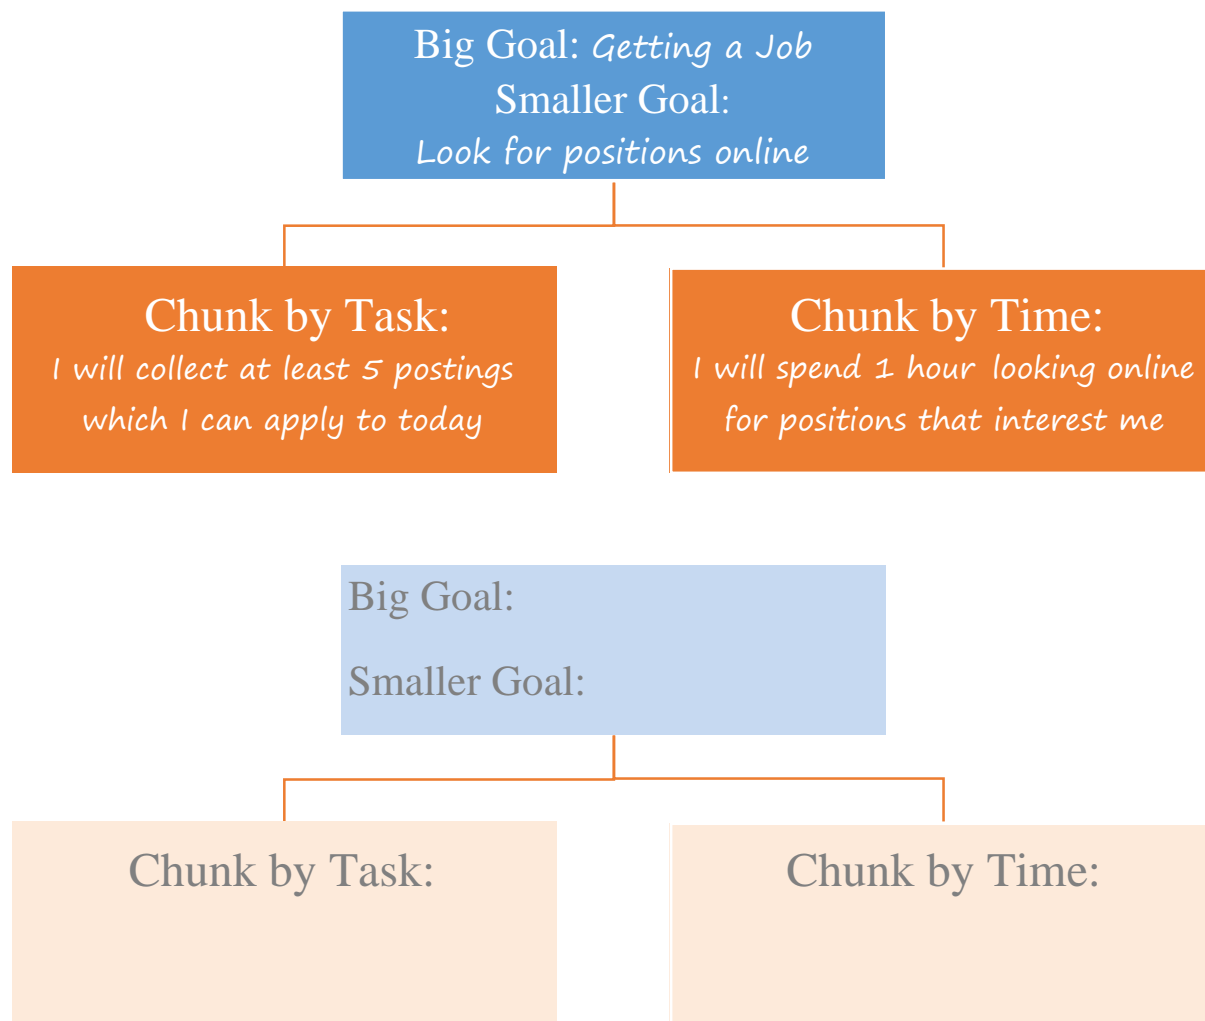 Big Goal: Getting a Job
Smaller Goal:
Look for positions online
Chunk by Task:
I will collect at least 5 postings
which I can apply to today
Chunk by Time:
I will spend 1 hour looking online
for positions that interest me
Big Goal:
Smaller Goal:
Chunk by Task:
Chunk by Time: